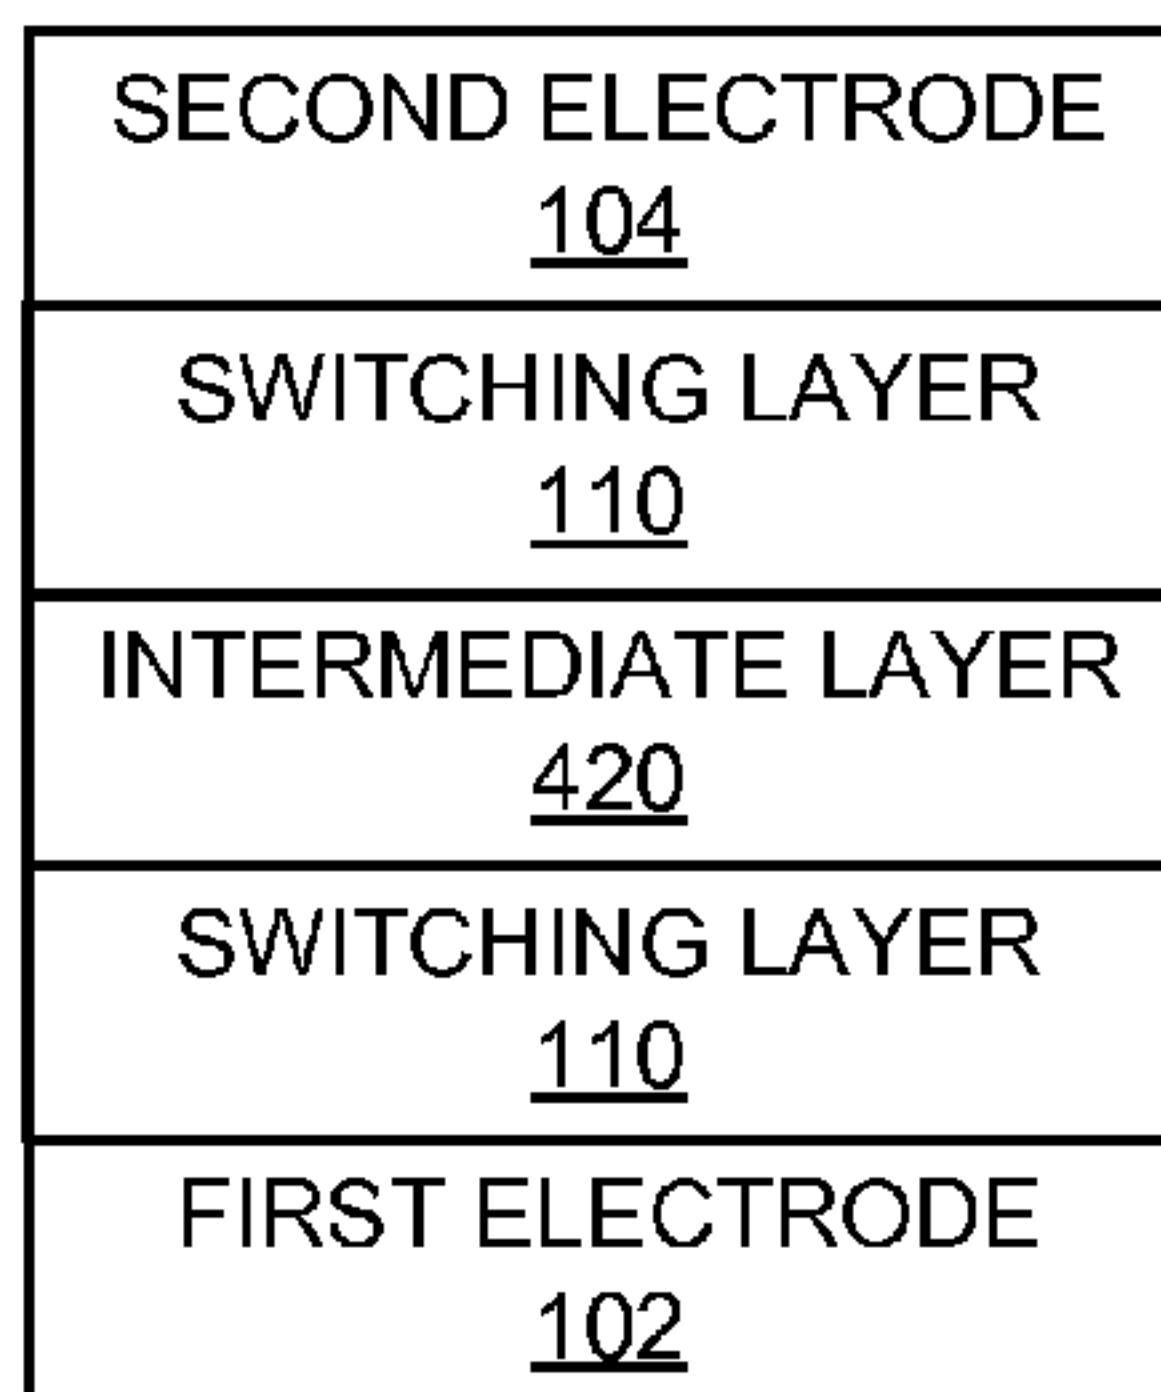 SECOND ELECTRODE
104
SWITCHING LAYER
110
INTERMEDIATE LAYER
420
SWITCHING LAYER
110
FIRST ELECTRODE
102